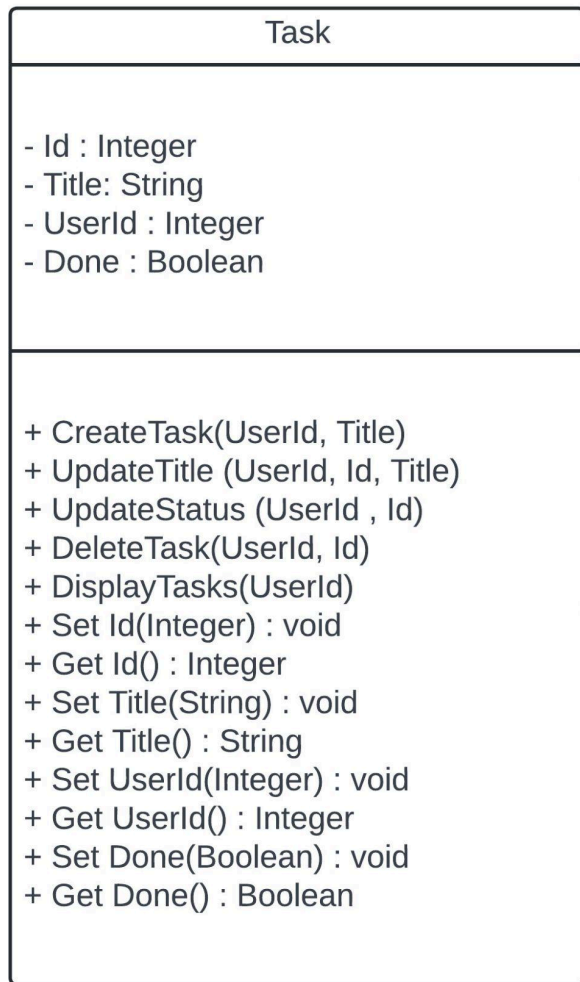 Task
- Id : Integer
- Title: String
- UserId : Integer
- Done : Boolean
+ CreateTask(UserId, Title)
+ UpdateTitle (UserId, Id, Title)
+ UpdateStatus (UserId , Id)
+ DeleteTask(UserId, Id)
+ DisplayTasks(UserId)
+ Set Id(Integer) : void
+ Get Id() : Integer
+ Set Title(String) : void
+ Get Title() : String
+ Set UserId(Integer) : void
+ Get UserId() : Integer
+ Set Done(Boolean) : void
+ Get Done() : Boolean